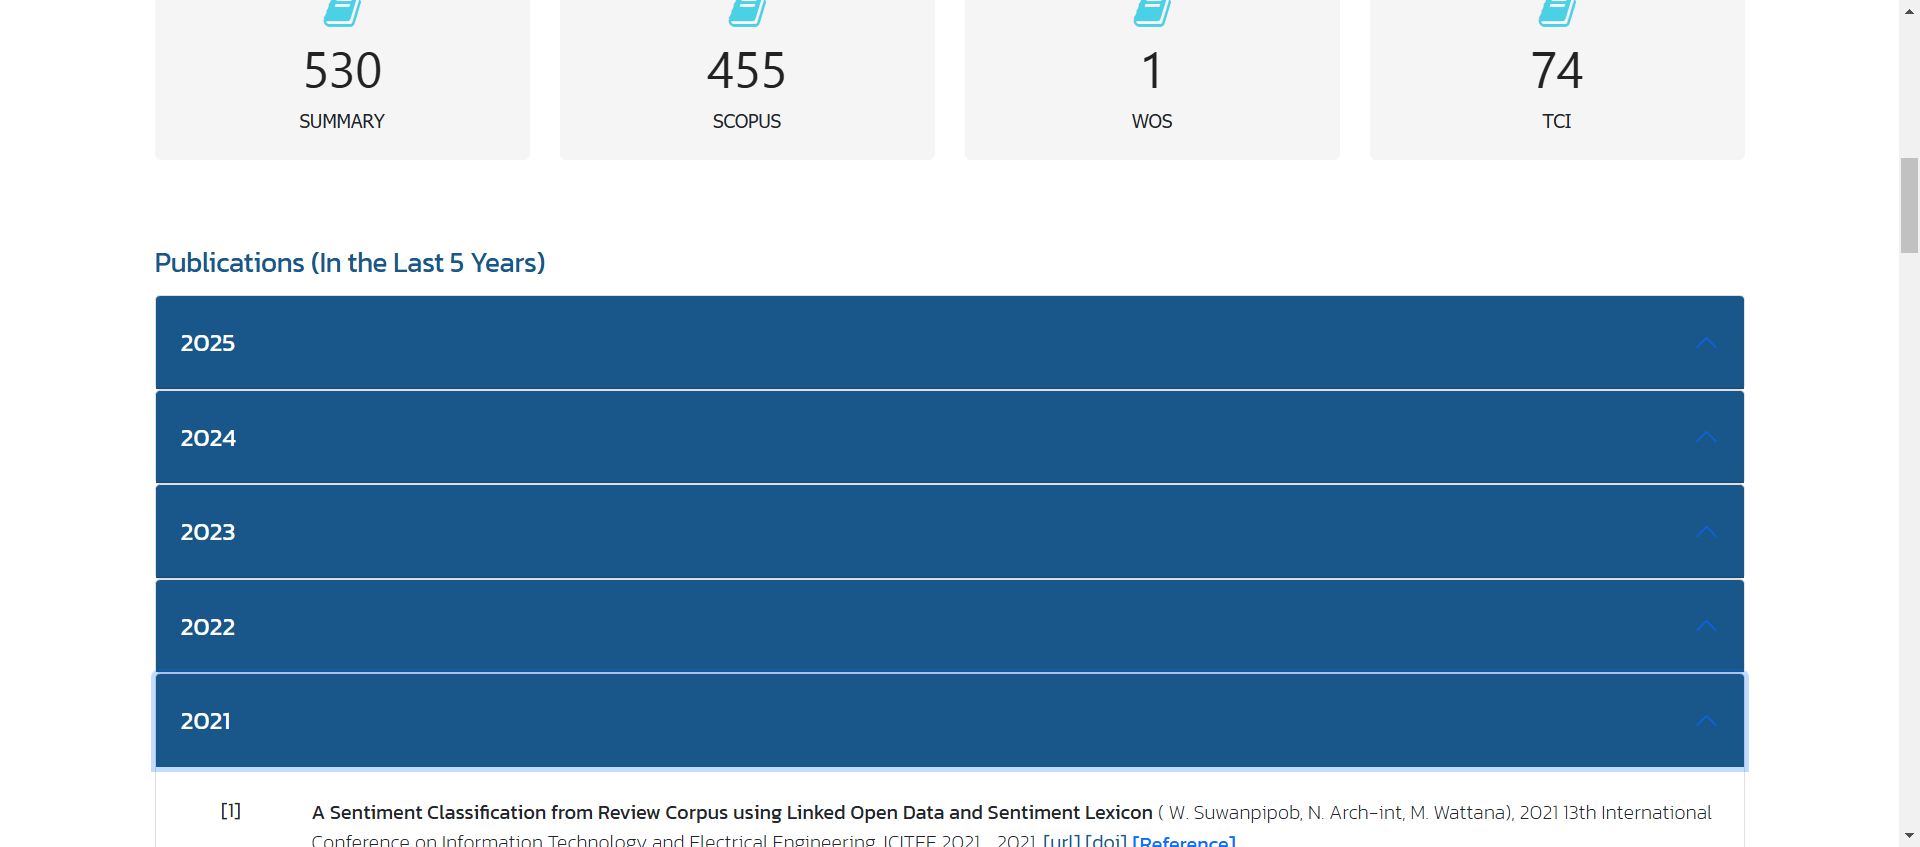 530
SUMMARY
455
SCOPUS
1
WOS
74
TCI
Publications (In the Last 5 Years)
2025
2024
2023
2022
2021
[1]
A Sentiment Classification from Review Corpus using Linked Open Data and Sentiment Lexicon ( W. Suwanpipob, N. Arch-int, M. Wattana), 2021 13th International
Conference on Information Technology and Electrical Engineering, ICITEE 2021 , 2021. [url] [doi] [Reference]